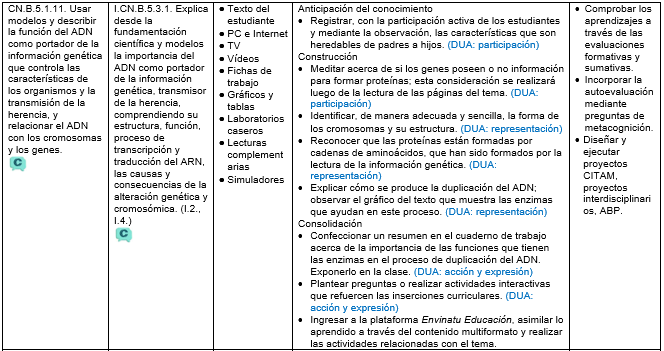 CN.B.5.1.11. Usar
modelos y describir
la función del ADN
como portador de la
información genética
que controla las
características de
los organismos y la
transmisión de la
herencia, y
relacionar el ADN
con los cromosomas
y los genes.
C
I.CN.B.5.3.1. Explica
desde la
fundamentación
científica y modelos
la importancia del
ADN como portador
de la información
genética, transmisor
de la herencia,
comprendiendo su
estructura, función,
proceso de
transcripción y
traducción del ARN,
las causas y
consecuencias de la
alteración genética y
cromosómica. (I.2.,
I.4.)
C
● Texto del
estudiante
● PC e Internet
● TV
● Vídeos
● Fichas de
trabajo
● Gráficos y
tablas
● Laboratorios
caseros
● Lecturas
complement
arias
● Simuladores
Anticipación del conocimiento
• Registrar, con la participación activa de los estudiantes
y mediante la observación, las características que son
heredables de padres a hijos. (DUA: participación)
Construcción
• Meditar acerca de si los genes poseen o no información
para formar proteínas; esta consideración se realizará
luego de la lectura de las páginas del tema. (DUA:
participación)
• Identificar, de manera adecuada y sencilla, la forma de
los cromosomas y su estructura. (DUA: representación)
• Reconocer que las proteínas están formadas por
cadenas de aminoácidos, que han sido formados por la
lectura de la información genética. (DUA:
representación)
• Explicar cómo se produce la duplicación del ADN;
observar el gráfico del texto que muestra las enzimas
que ayudan en este proceso. (DUA: representación)
Consolidación
• Confeccionar un resumen en el cuaderno de trabajo
acerca de la importancia de las funciones que tienen
las enzimas en el proceso de duplicación del ADN.
Exponerlo en la clase. (DUA: acción y expresión)
• Plantear preguntas o realizar actividades interactivas
que refuercen las inserciones curriculares. (DUA:
acción y expresión)
• Ingresar a la plataforma Envinatu Educación, asimilar lo
aprendido a través del contenido multiformato y realizar
las actividades relacionadas con el tema.
• Comprobar los
aprendizajes a
través de las
evaluaciones
formativas y
sumativas.
• Incorporar la
autoevaluación
mediante
preguntas de
metacognición.
• Diseñar y
ejecutar
proyectos
CITAM,
proyectos
interdisciplinari
os, ABP.